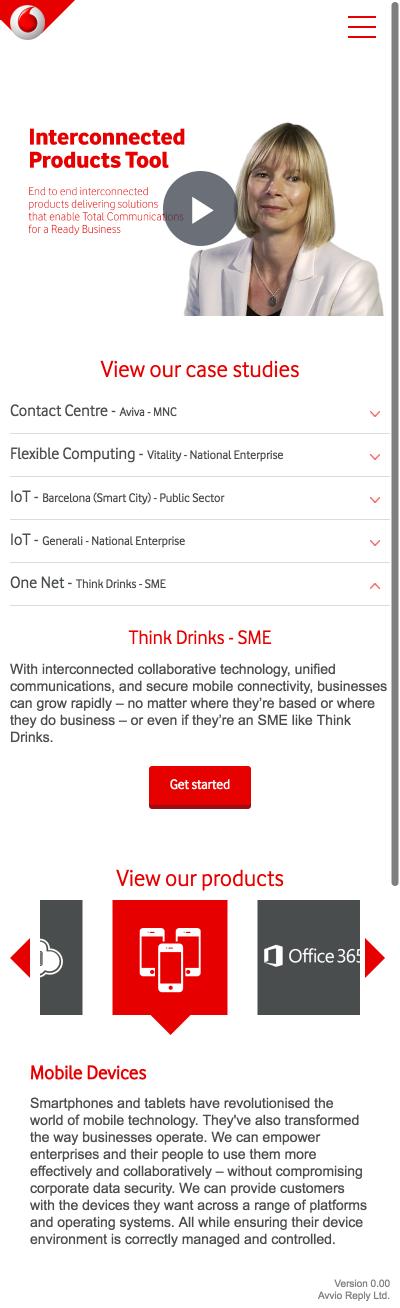 Interconnected
Products Tool
End to end interconnected
products delivering solutions
that enable Total Communications
for a Ready Business
View our case studies
Contact Centre - Aviva - MNC
Flexible Computing - Vitality - National Enterprise
IoT - Barcelona (Smart City) - Public Sector
IoT - Generali - National Enterprise
One Net - Think Drinks - SME
Think Drinks - SME
With interconnected collaborative technology, unified
communications, and secure mobile connectivity, businesses
can grow rapidly – no matter where they're based or where
they do business – or even if they're an SME like Think
Drinks.
Get started
View our products
Office 365
Mobile Devices
Smartphones and tablets have revolutionised the
world of mobile technology. They've also transformed
the way businesses operate. We can empower
enterprises and their people to use them more
effectively and collaboratively – without compromising
corporate data security. We can provide customers
with the devices they want across a range of platforms
and operating systems. All while ensuring their device
environment is correctly managed and controlled.
Version 0.00
Avvio Reply Ltd.